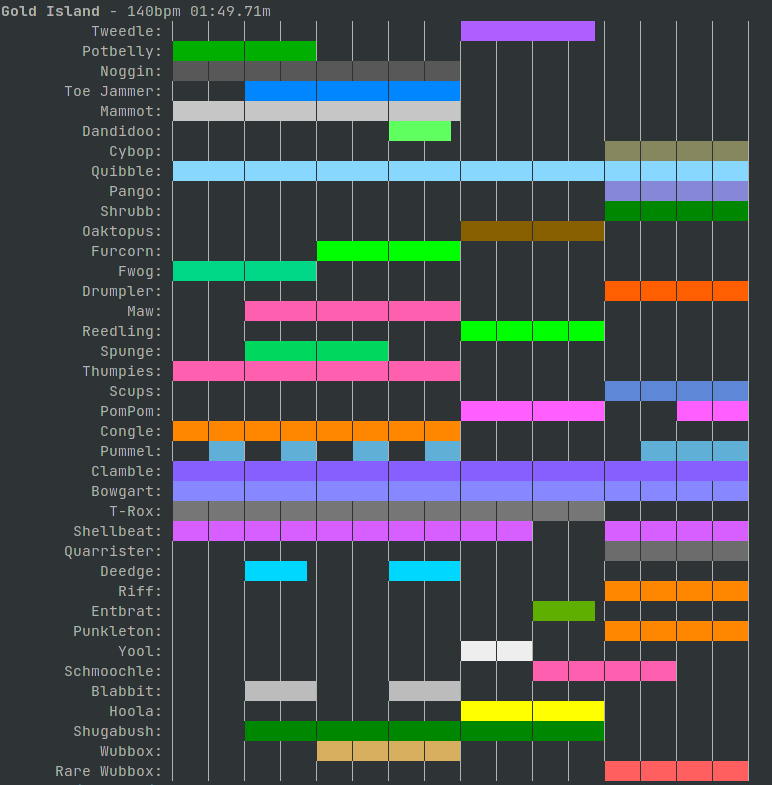 Gold Island - 140bpm 01:49.71m
Tweedle:
Potbelly:
Noggin:
Toe Jammer:
Mammot:
Dandidoo:
Cybop:
Quibble:
Pango:
Shrubb:
Oaktopus:
Furcorn:
Fwog:
Drumpler:
Maw:
Reedling:
Spunge:
Thumpies:
Scups:
PomPom:
Congle:
Pummel:
Clamble:
Bowgart:
T-Rox:
Shellbeat:
Quarrister:
Deedge:
Riff:
Entbrat:
Punkleton:
Yool:
Schmoochle:
Blabbit:
Hoola:
Shugabush:
Wubbox:
Rare Wubbox: